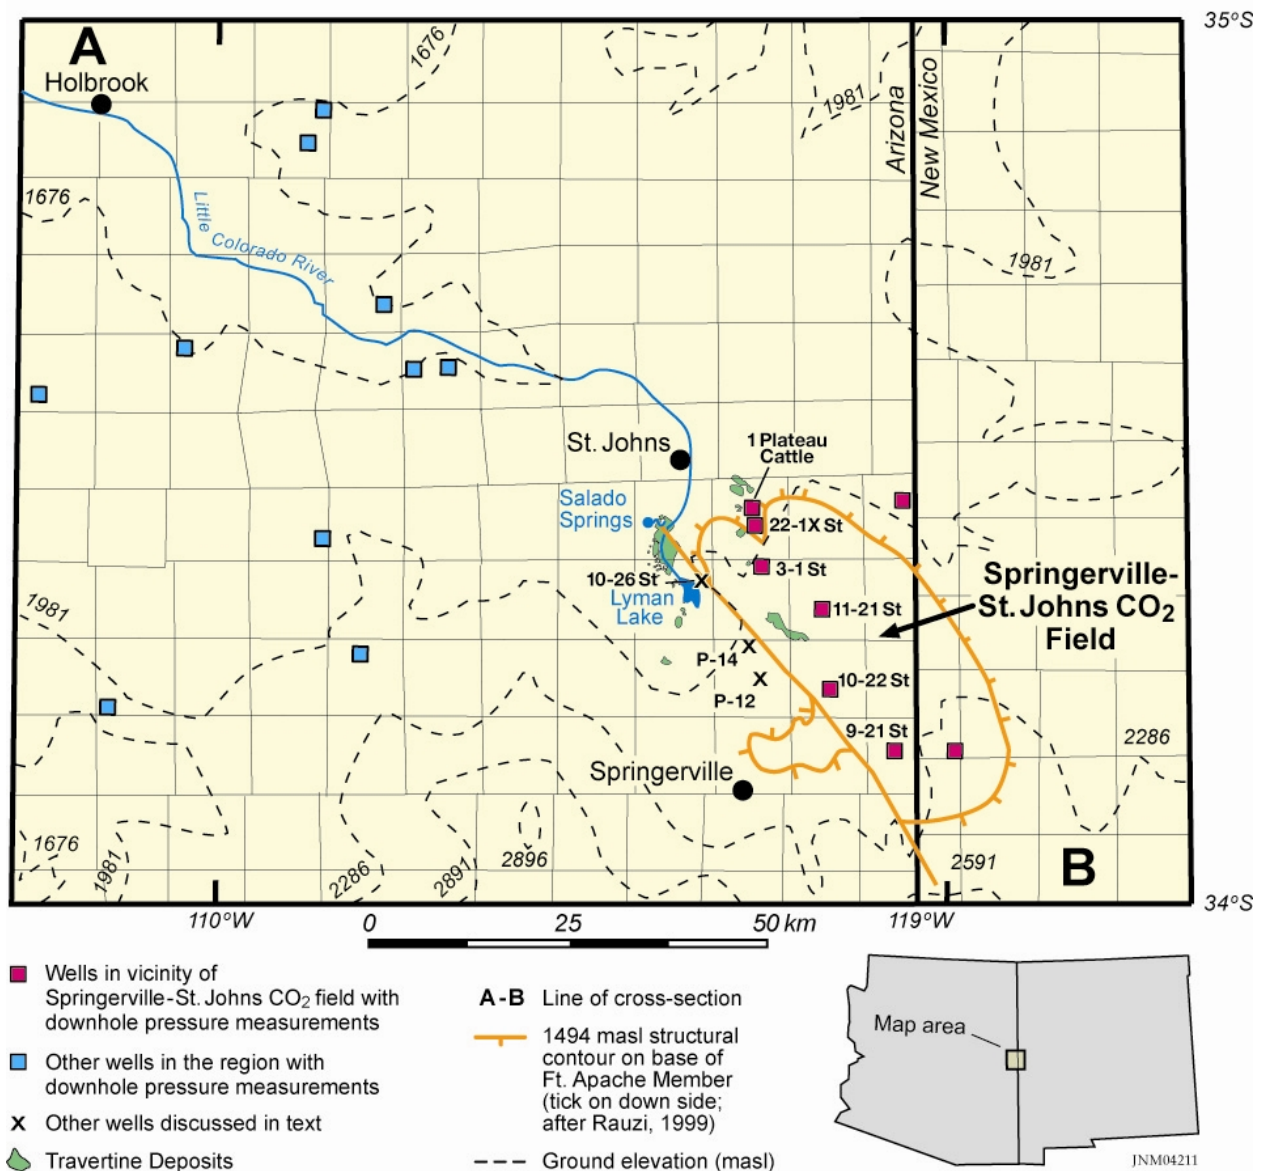 35°S
A
Holbrook
1676
1981
Arizona
New Mexico
1676
Little
Colorado River
1981
St. Johns
1 Plateau
Cattle
Salado
Springs
22-1X St
3-1 St
10-26 St
Lyman
Lake
11-21 St
Springerville-
St. Johns CO2
Field
1981
P-14
P-12
10-22 St
9-21 St
2286
Springerville
1676
1981
2286
2891
2896
2591
B
34°S
110°W
0
25
50 km
119°W
Wells in vicinity of
Springerville-St. Johns CO2 field with
downhole pressure measurements
Other wells in the region with
downhole pressure measurements
X Other wells discussed in text
Travertine Deposits
A-B Line of cross-section
1494 masl structural
contour on base of
Ft. Apache Member
(tick on down side;
after Rauzi, 1999)
Ground elevation (masl)
Map area
JNM04211